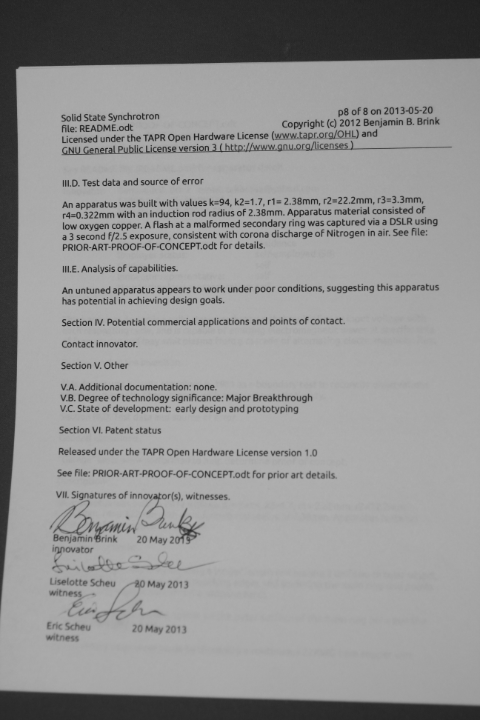 Solid State Synchrotron p8 of 8 on 2013-05-20
file: README.odt Copyright (c) 2012 Benjamin B. Brink
Licensed under the TAPR Open Hardware License (www.tapr.org/OHL) and
GNU General Public License version 3 ( http://www.gnu.org/licenses )
III.D. Test data and source of error
An apparatus was built with values k=94, k2=1.7, r1= 2.38mm, r2=22.2mm, r3=3.3mm,
r4=0.322mm with an induction rod radius of 2.38mm. Apparatus material consisted of
low oxygen copper. A flash at a malformed secondary ring was captured via a DSLR using
a 3 second f/2.5 exposure, consistent with corona discharge of Nitrogen in air. See file:
PRIOR-ART-PROOF-OF-CONCEPT.odt for details.
III.E. Analysis of capabilities.
An untuned apparatus appears to work under poor conditions, suggesting this apparatus
has potential in achieving design goals.
Section IV. Potential commercial applications and points of contact.
Contact innovator.
Section V. Other
V.A. Additional documentation: none.
V.B. Degree of technology significance: Major Breakthrough
V.C. State of development: early design and prototyping
Section VI. Patent status
Released under the TAPR Open Hardware License version 1.0
See file: PRIOR-ART-PROOF-OF-CONCEPT.odt for prior art details.
VII. Signatures of innovator(s), witnesses.
Benjamin Brink
Benjamin Brink 20 May 2013
innovator
Liselotte Scheu
Liselotte Scheu 20 May 2013
witness
Eric Scheu
Eric Scheu 20 May 2013
witness